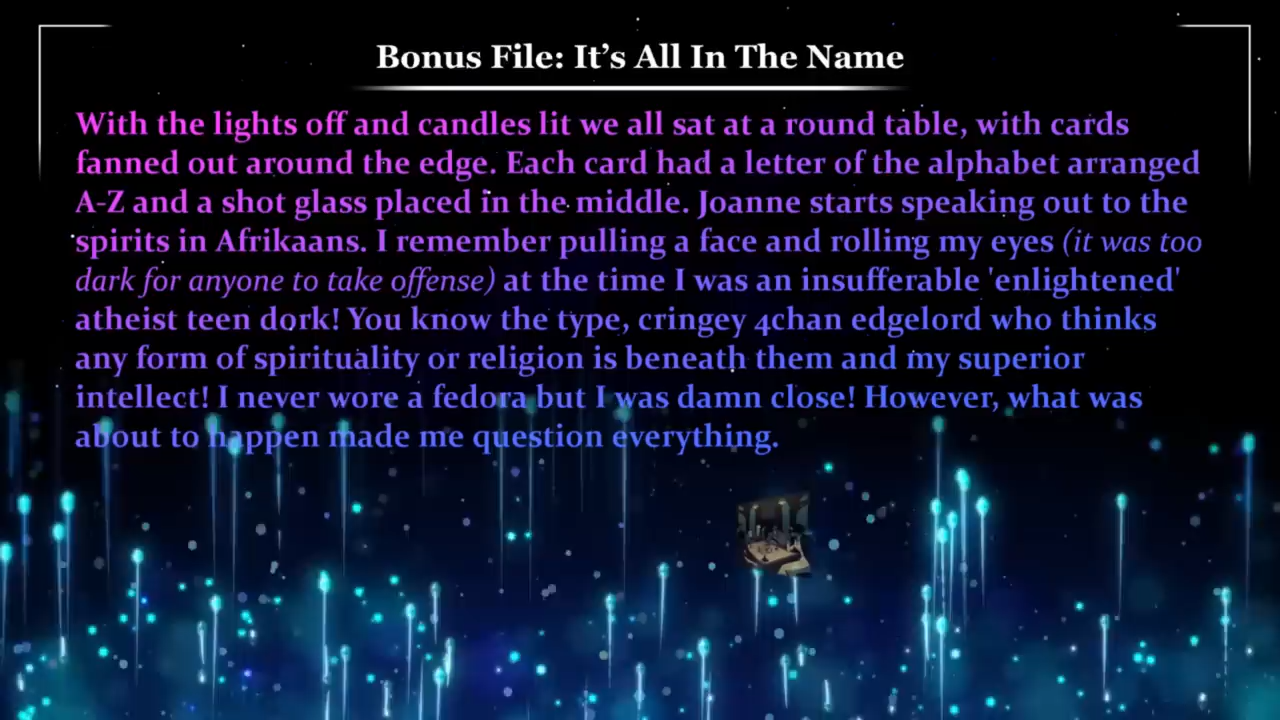 Bonus File: It’s All In The Name
With the lights off and candles lit we all sat at a round table, with cards
fanned out around the edge. Each card had a letter of the alphabet arranged
A-Z and a shot glass placed in the middle. Joanne starts speaking out to the
spirits in Afrikaans. I remember pulling a face and rolling my eyes (it was too
dark for anyone to take offense) at the time I was an insufferable 'enlightened'
atheist teen dork! You know the type, cringey 4chan edgelord who thinks
any form of spirituality or religion is beneath them and my superior
intellect! I never wore a fedora but I was damn close! However, what was
about to happen made me question everything.